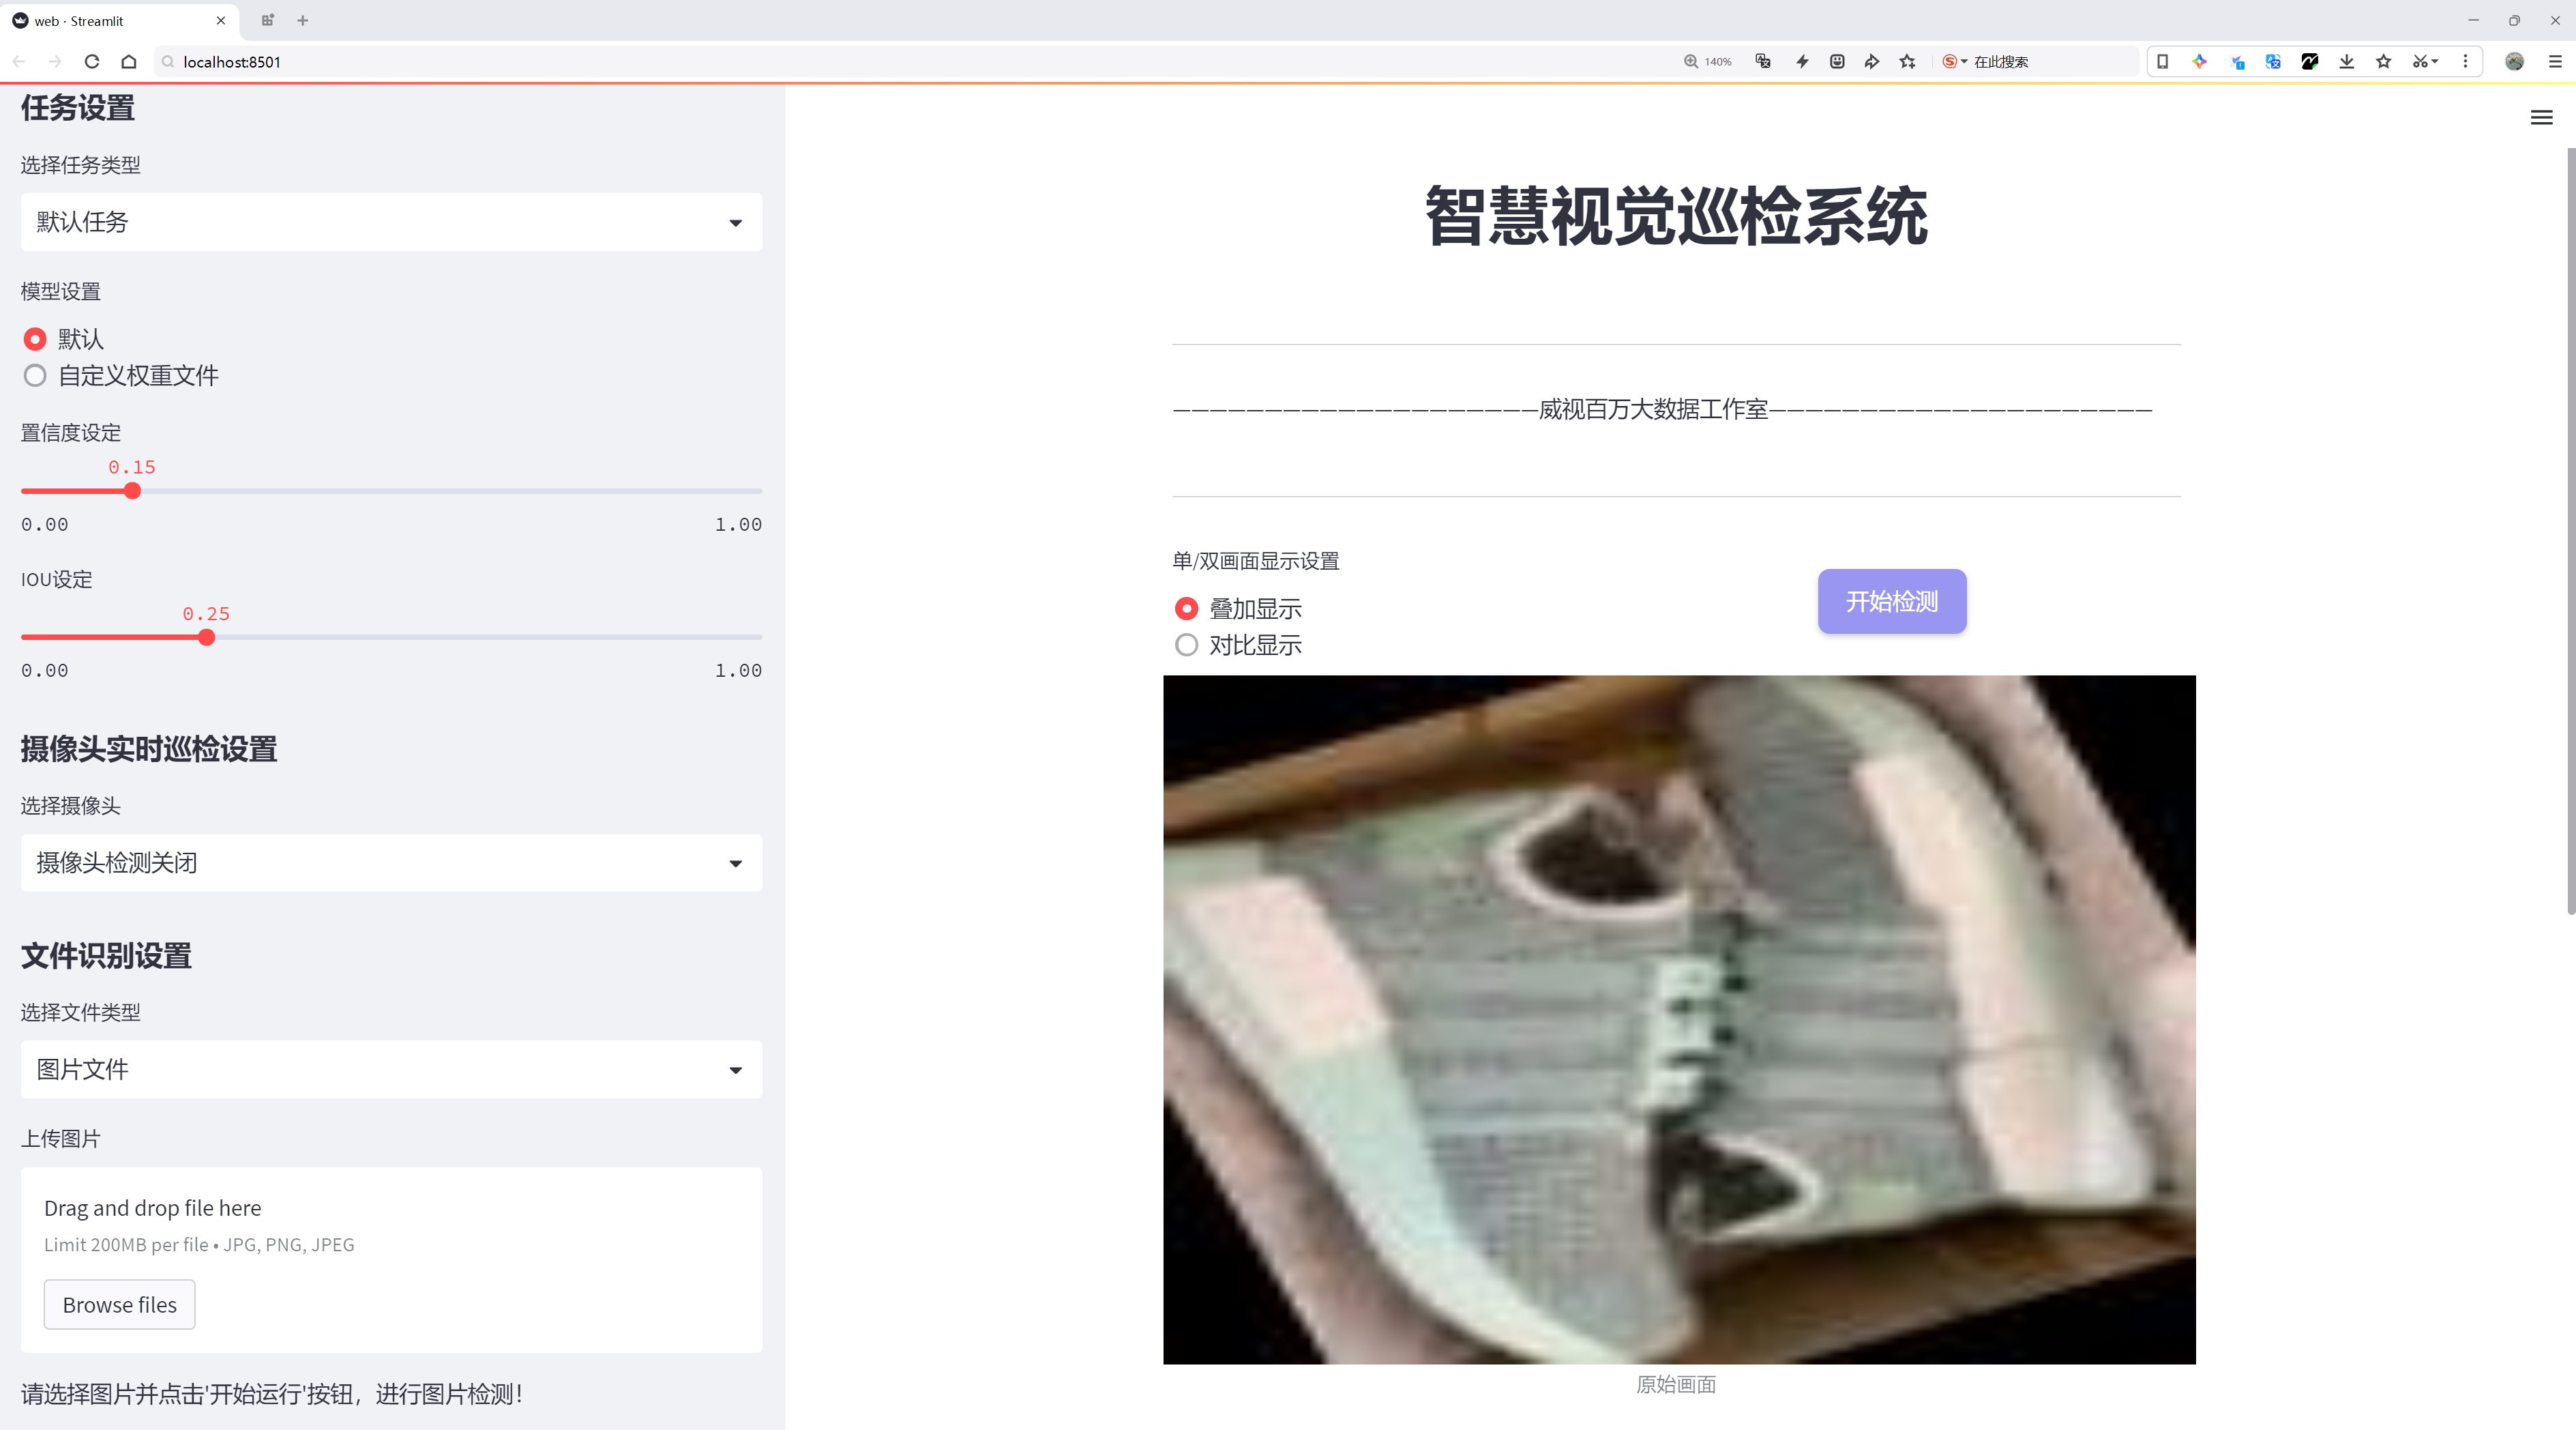 web · Streamlit
localhost:8501
140%
在此搜索
任务设置
选择任务类型
默认任务
模型设置
默认
自定义权重文件
置信度设定
0.15
0.00
1.00
IOU设定
0.25
0.00
1.00
摄像头实时巡检设置
选择摄像头
摄像头检测关闭
文件识别设置
选择文件类型
图片文件
上传图片
Drag and drop file here
Limit 200MB per file • JPG, PNG, JPEG
Browse files
请选择图片并点击'开始运行'按钮，进行图片检测！
智慧视觉巡检系统
————————————————————威视百万大数据工作室—————————————————————
单/双画面显示设置
叠加显示
对比显示
开始检测
原始画面